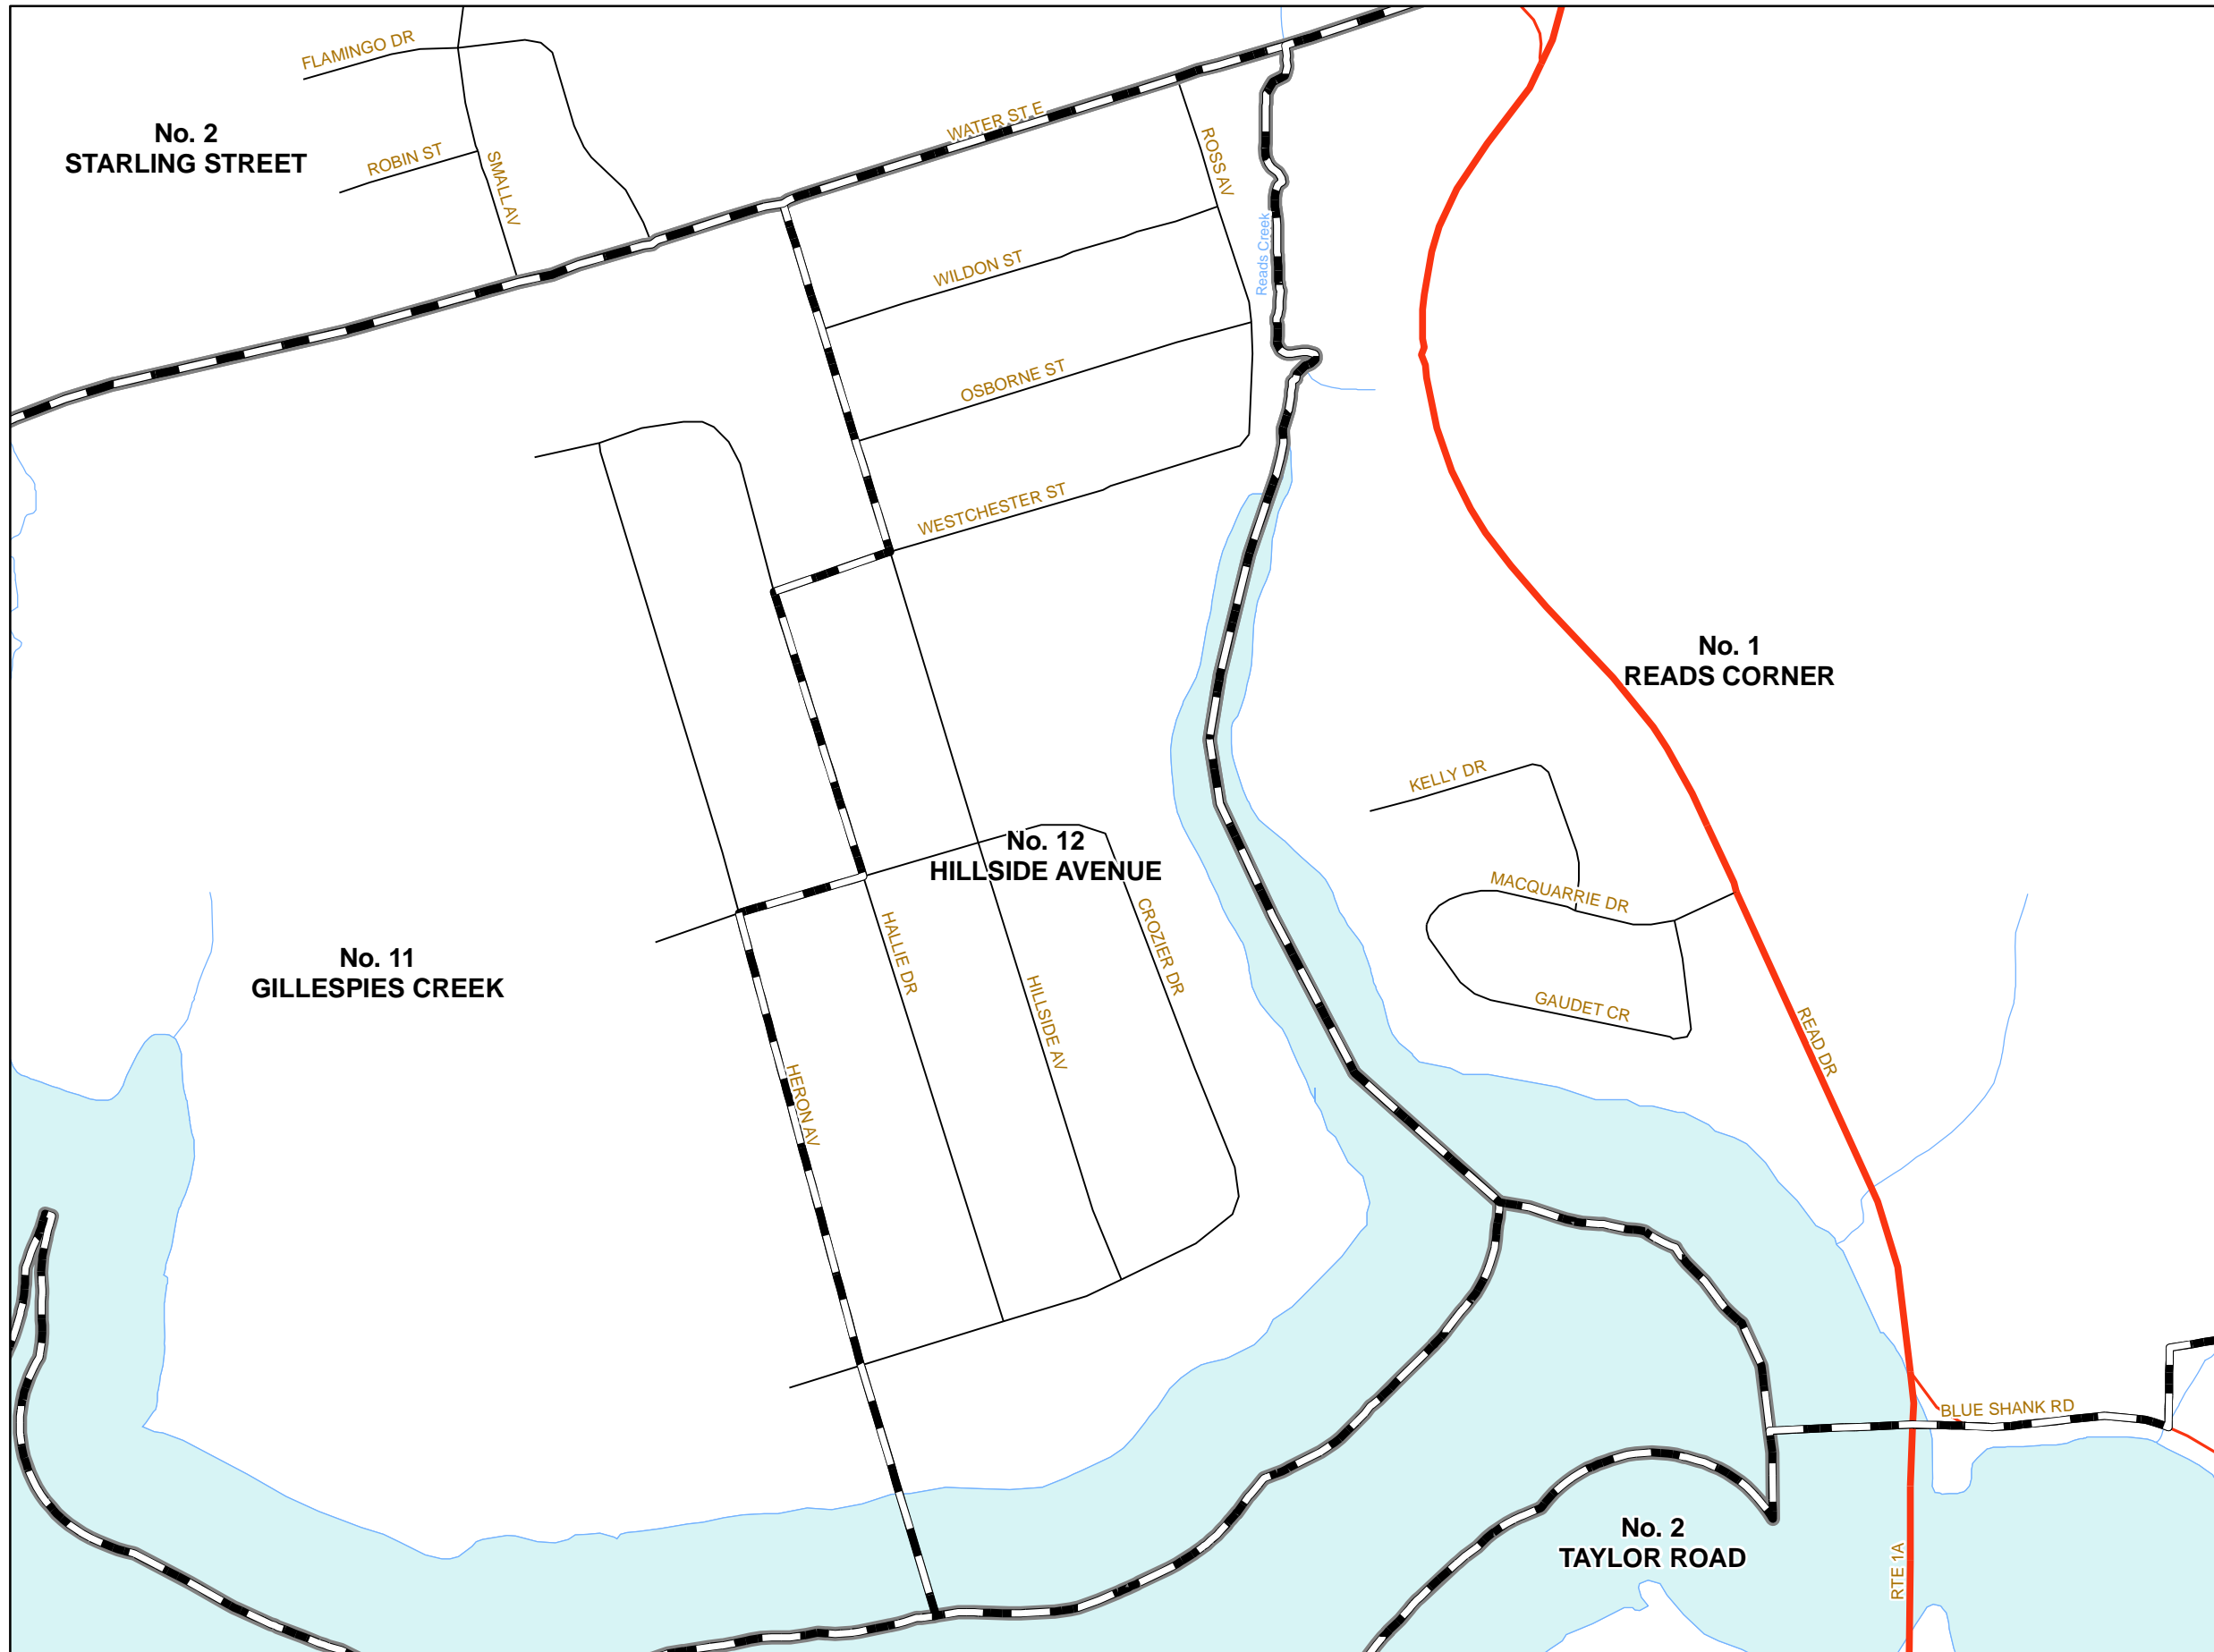 FLAMINGO DR
No. 2
STARLING STREET
ROBIN ST
SMALL AV
WATER ST E
ROSS AV
Reads Creek
WILDON ST
OSBORNE ST
WESTCHESTER ST
No. 1
READS CORNER
KELLY DR
No. 12
HILLSIDE AVENUE
MACQUARRIE DR
CROZIER DR
HALLIE DR
No. 11
GILLESPIES CREEK
HILLSIDE AV
GAUDET CR
READ DR
HERON AV
BLUE SHANK RD
No. 2
TAYLOR ROAD
RTE 1A